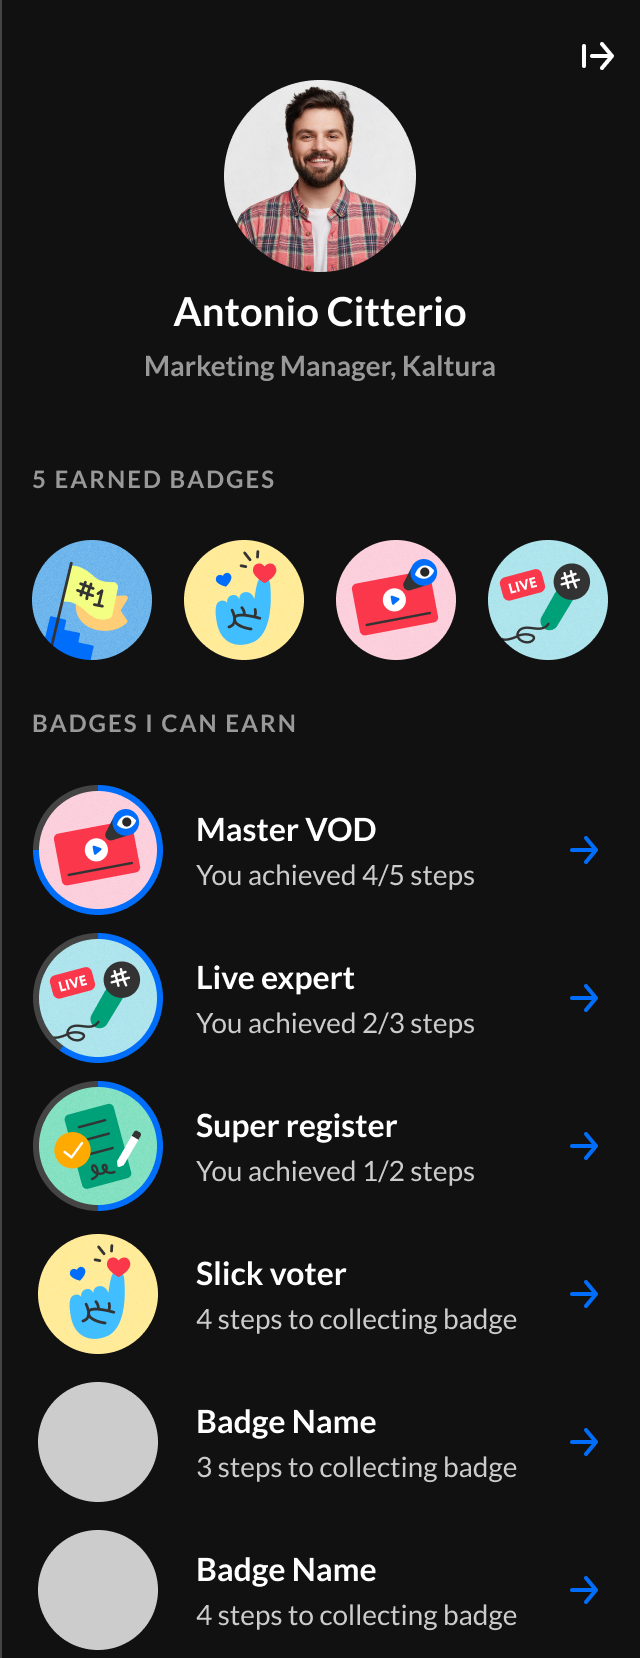 Antonio Citterio
Marketing Manager, Kaltura
5 EARNED BADGES
#1
LIVE
#
BADGES I CAN EARN
Master VOD
You achieved 4/5 steps
LIVE
#
Live expert
You achieved 2/3 steps
Super register
You achieved 1/2 steps
Slick voter
4 steps to collecting badge
Badge Name
3 steps to collecting badge
Badge Name
4 steps to collecting badge